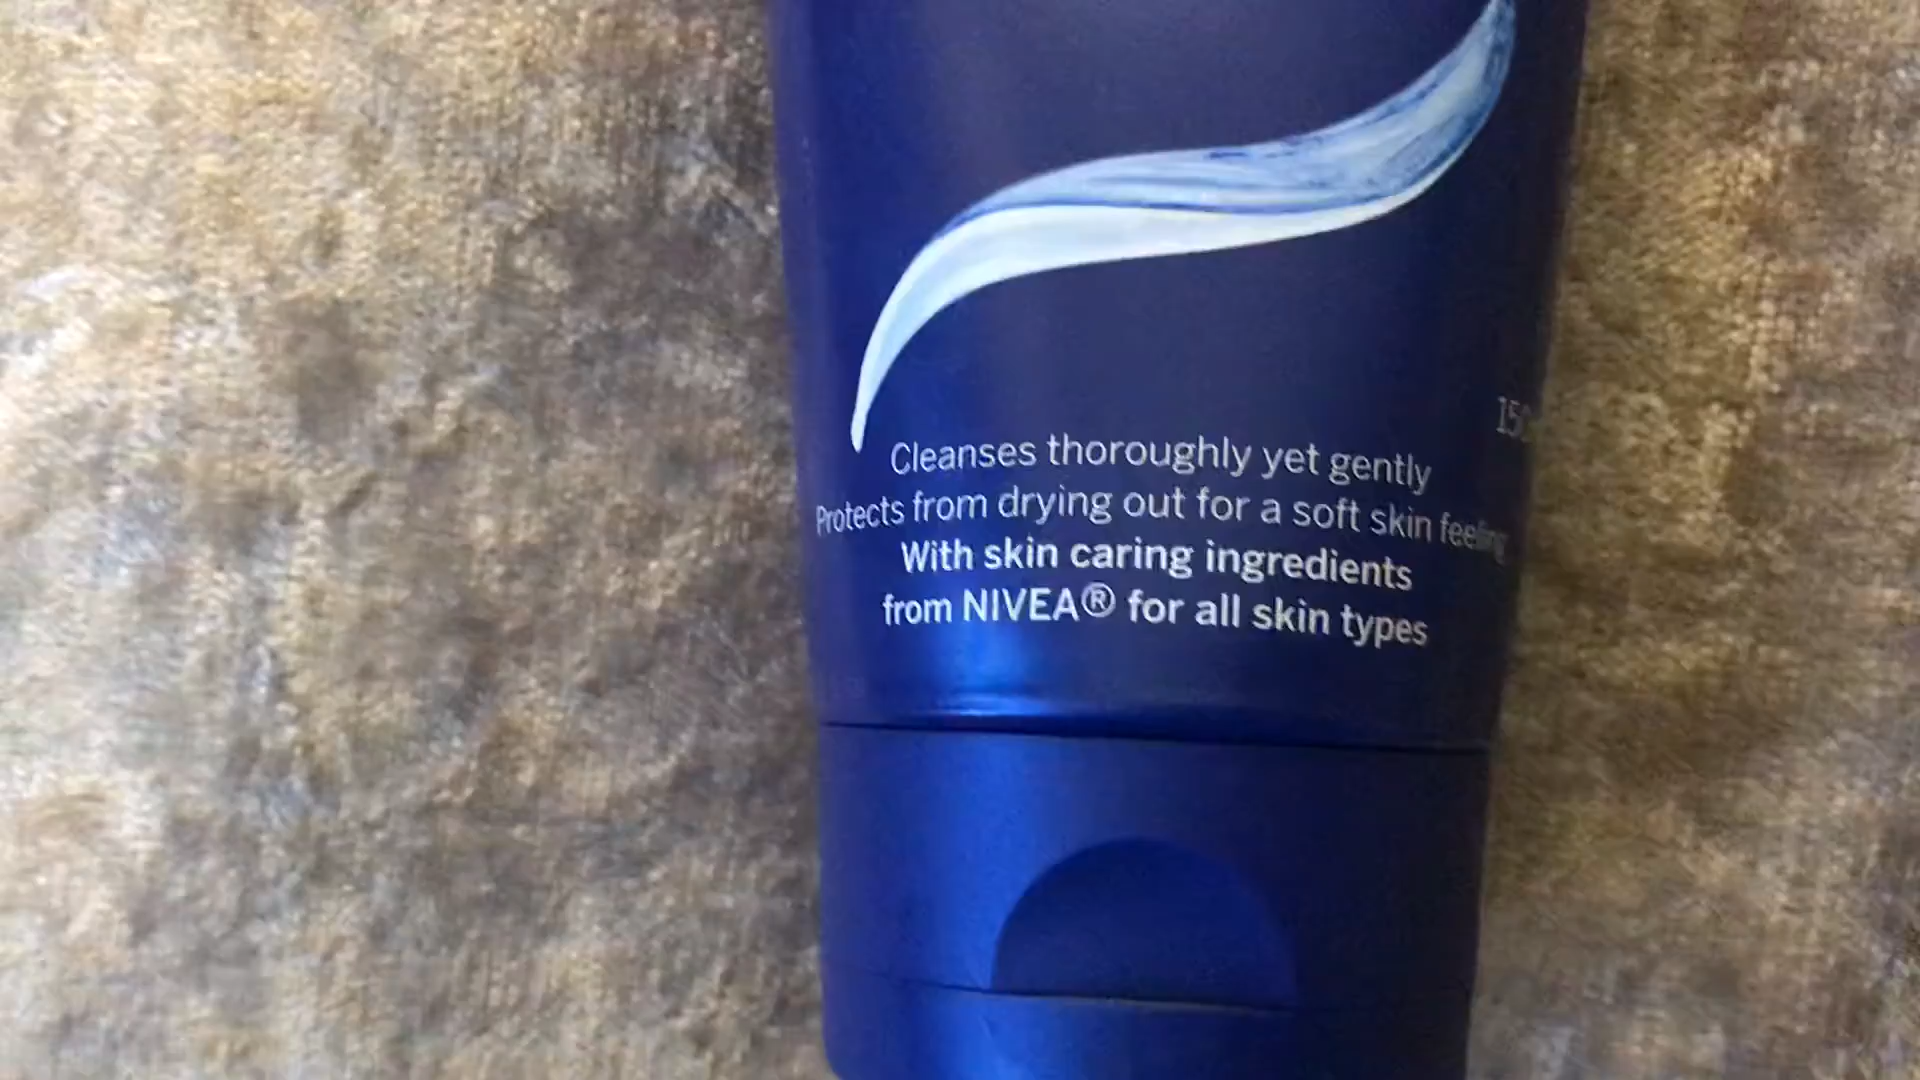 150
Cleanses thoroughly yet gently
Protects from drying out for a soft skin feeling
With skin caring ingredients
from NIVEA® for all skin types